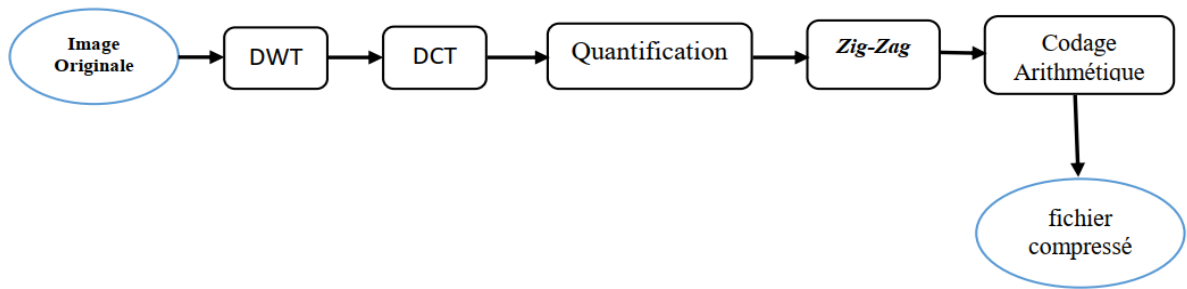 Image
Originale
DWT
DCT
Quantification
Zig-Zag
Codage
Arithmétique
fichier
compressé